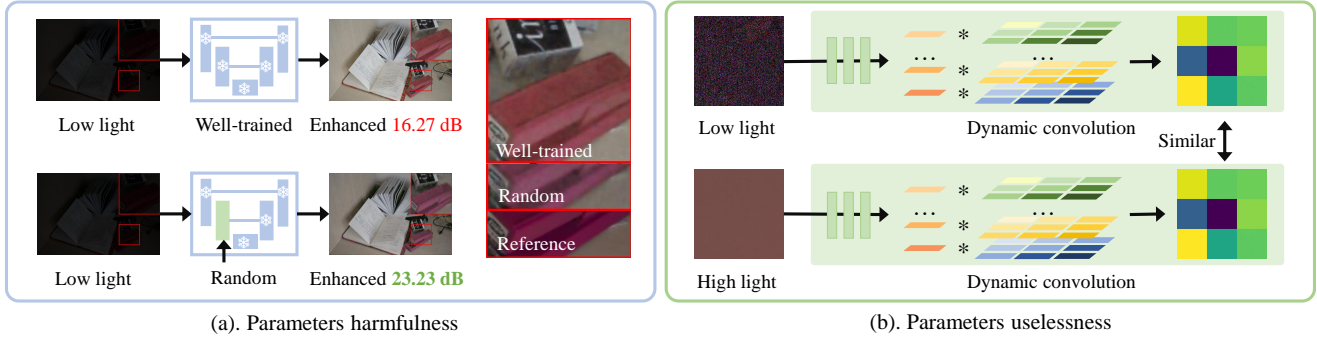 Low light
Well-trained
Enhanced 16.27 dB
Low light
Random
Enhanced 23.23 dB
Well-trained
Random
Reference
(a). Parameters harmfulness
Low light
*
...
*
*
Dynamic convolution
...
Similar
High light
*
...
*
*
Dynamic convolution
...
(b). Parameters uselessness